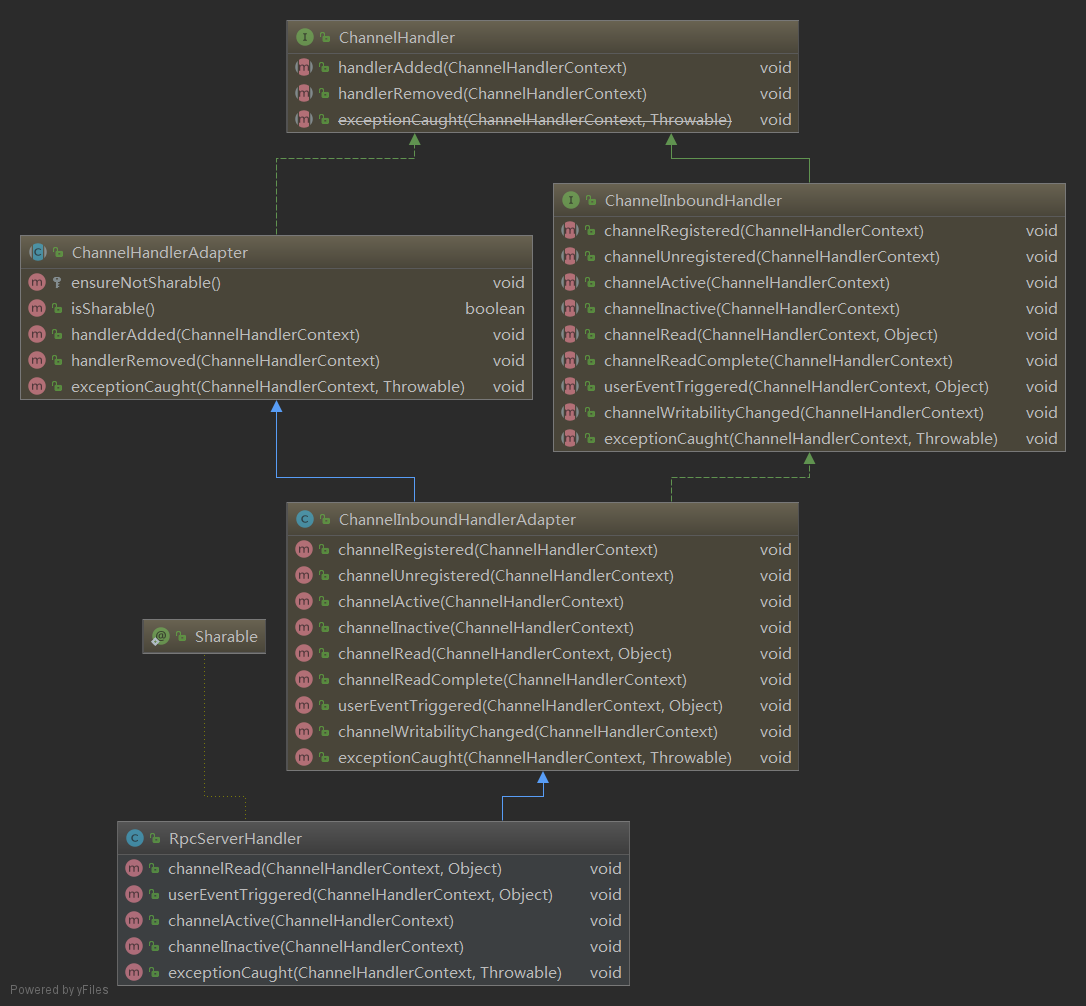 ChannelHandler
handlerAdded(ChannelHandlerContext) void
handlerRemoved(ChannelHandlerContext) void
exceptionCaught(ChannelHandlerContext, Throwable) void
ChannelInboundHandler
channelRegistered(ChannelHandlerContext) void
channelUnregistered(ChannelHandlerContext) void
channelActive(ChannelHandlerContext) void
channelInactive(ChannelHandlerContext) void
channelRead(ChannelHandlerContext, Object) void
channelReadComplete(ChannelHandlerContext) void
userEventTriggered(ChannelHandlerContext, Object) void
channelWritabilityChanged(ChannelHandlerContext) void
exceptionCaught(ChannelHandlerContext, Throwable) void
ChannelHandlerAdapter
ensureNotSharable() void
isSharable() boolean
handlerAdded(ChannelHandlerContext) void
handlerRemoved(ChannelHandlerContext) void
exceptionCaught(ChannelHandlerContext, Throwable) void
ChannelInboundHandlerAdapter
channelRegistered(ChannelHandlerContext) void
channelUnregistered(ChannelHandlerContext) void
channelActive(ChannelHandlerContext) void
channelInactive(ChannelHandlerContext) void
channelRead(ChannelHandlerContext, Object) void
channelReadComplete(ChannelHandlerContext) void
userEventTriggered(ChannelHandlerContext, Object) void
channelWritabilityChanged(ChannelHandlerContext) void
exceptionCaught(ChannelHandlerContext, Throwable) void
Sharable
RpcServerHandler
channelRead(ChannelHandlerContext, Object) void
userEventTriggered(ChannelHandlerContext, Object) void
channelActive(ChannelHandlerContext) void
channelInactive(ChannelHandlerContext) void
exceptionCaught(ChannelHandlerContext, Throwable) void
Powered by yFiles